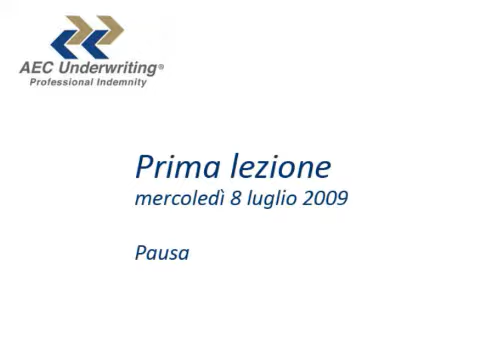 AEC Underwriting®
Professional Indemnity
Prima lezione
mercoledì 8 luglio 2009
Pausa